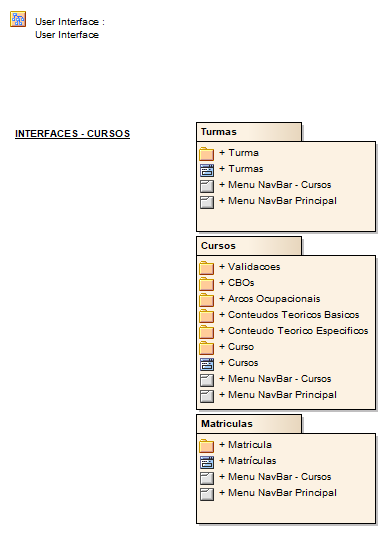 User Interface :
User Interface
INTERFACES - CURSOS
Turmas
+ Turma
+ Turmas
+ Menu NavBar - Cursos
+ Menu NavBar Principal
Cursos
+ Validacoes
+ CBOs
+ Arcos Ocupacionais
+ Conteudos Teoricos Basicos
+ Conteudo Teorico Especificos
+ Curso
+ Cursos
+ Menu NavBar - Cursos
+ Menu NavBar Principal
Matriculas
+ Matricula
+ Matrículas
+ Menu NavBar - Cursos
+ Menu NavBar Principal